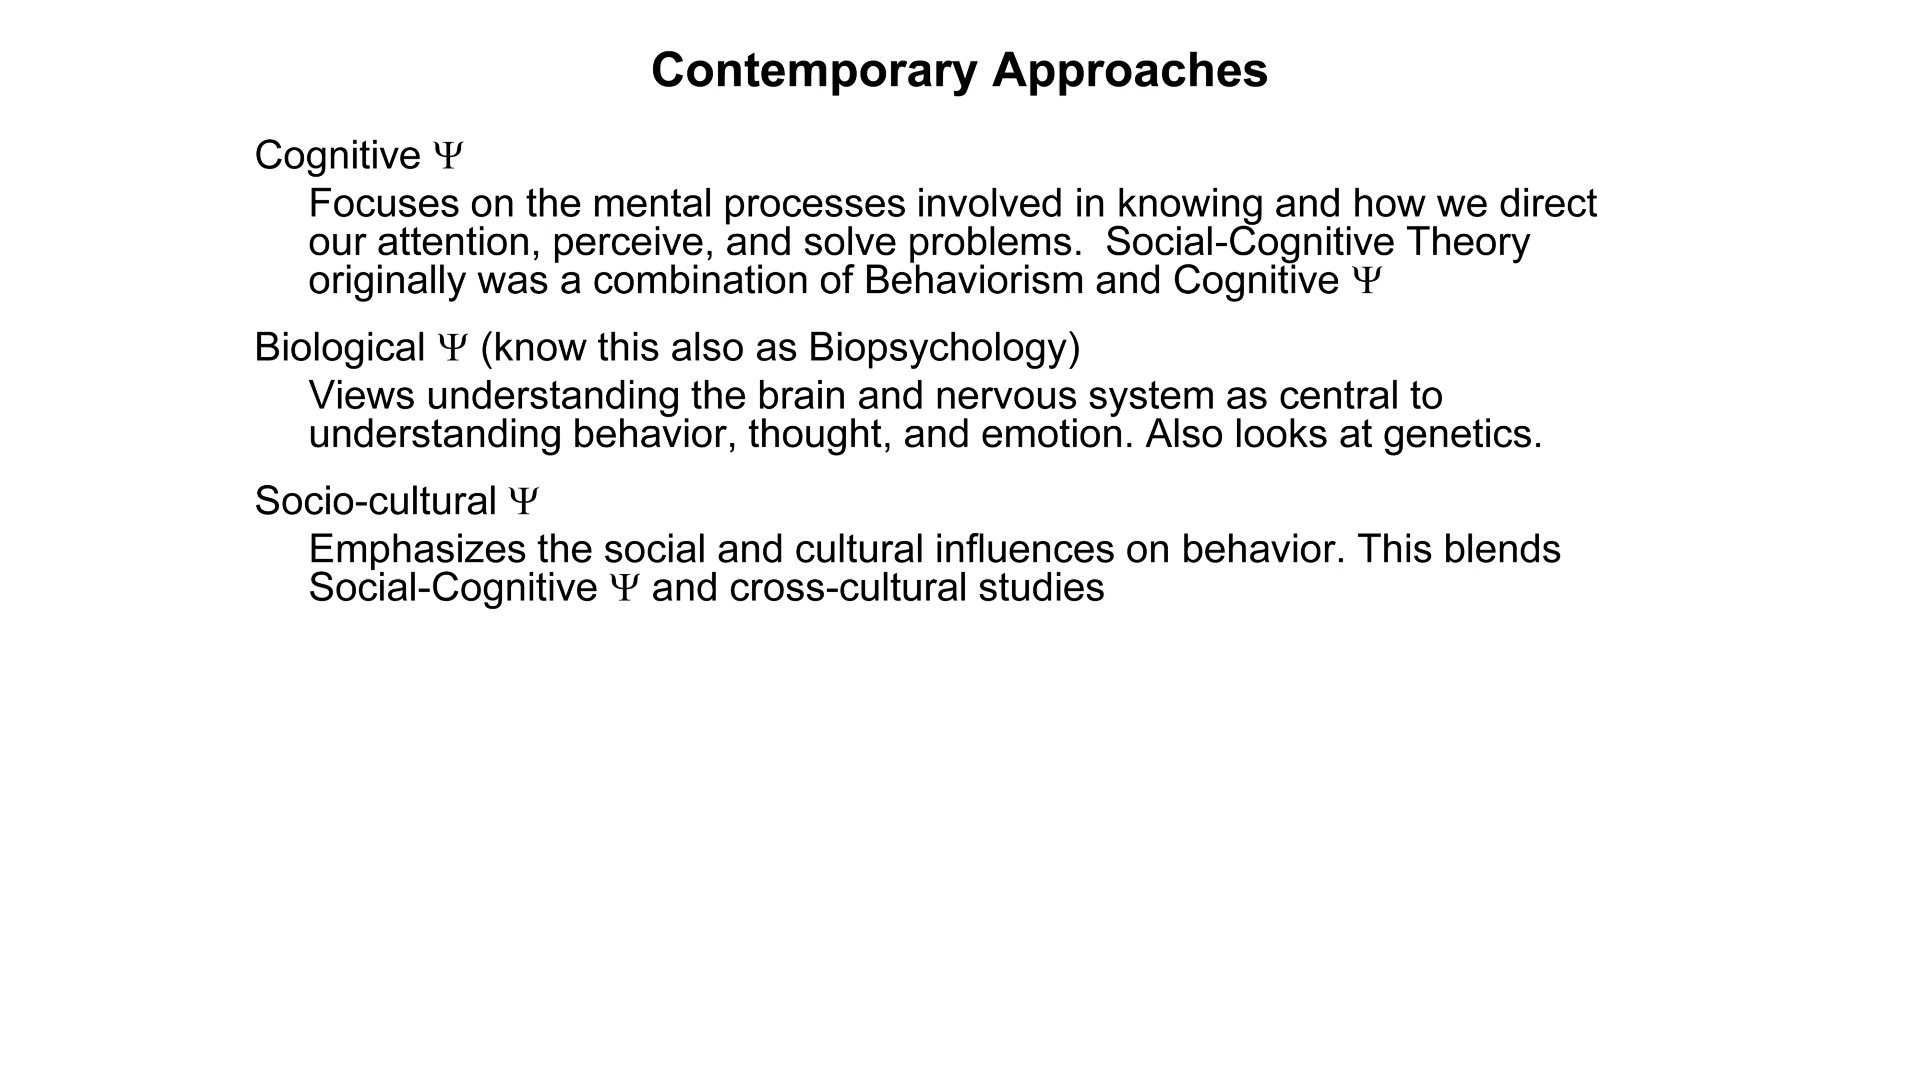 Contemporary Approaches
Cognitive Ψ
Focuses on the mental processes involved in knowing and how we direct
our attention, perceive, and solve problems.  Social-Cognitive Theory
originally was a combination of Behaviorism and Cognitive Ψ
Biological Ψ (know this also as Biopsychology)
Views understanding the brain and nervous system as central to
understanding behavior, thought, and emotion. Also looks at genetics.
Socio-cultural Ψ
Emphasizes the social and cultural influences on behavior. This blends
Social-Cognitive Ψ and cross-cultural studies